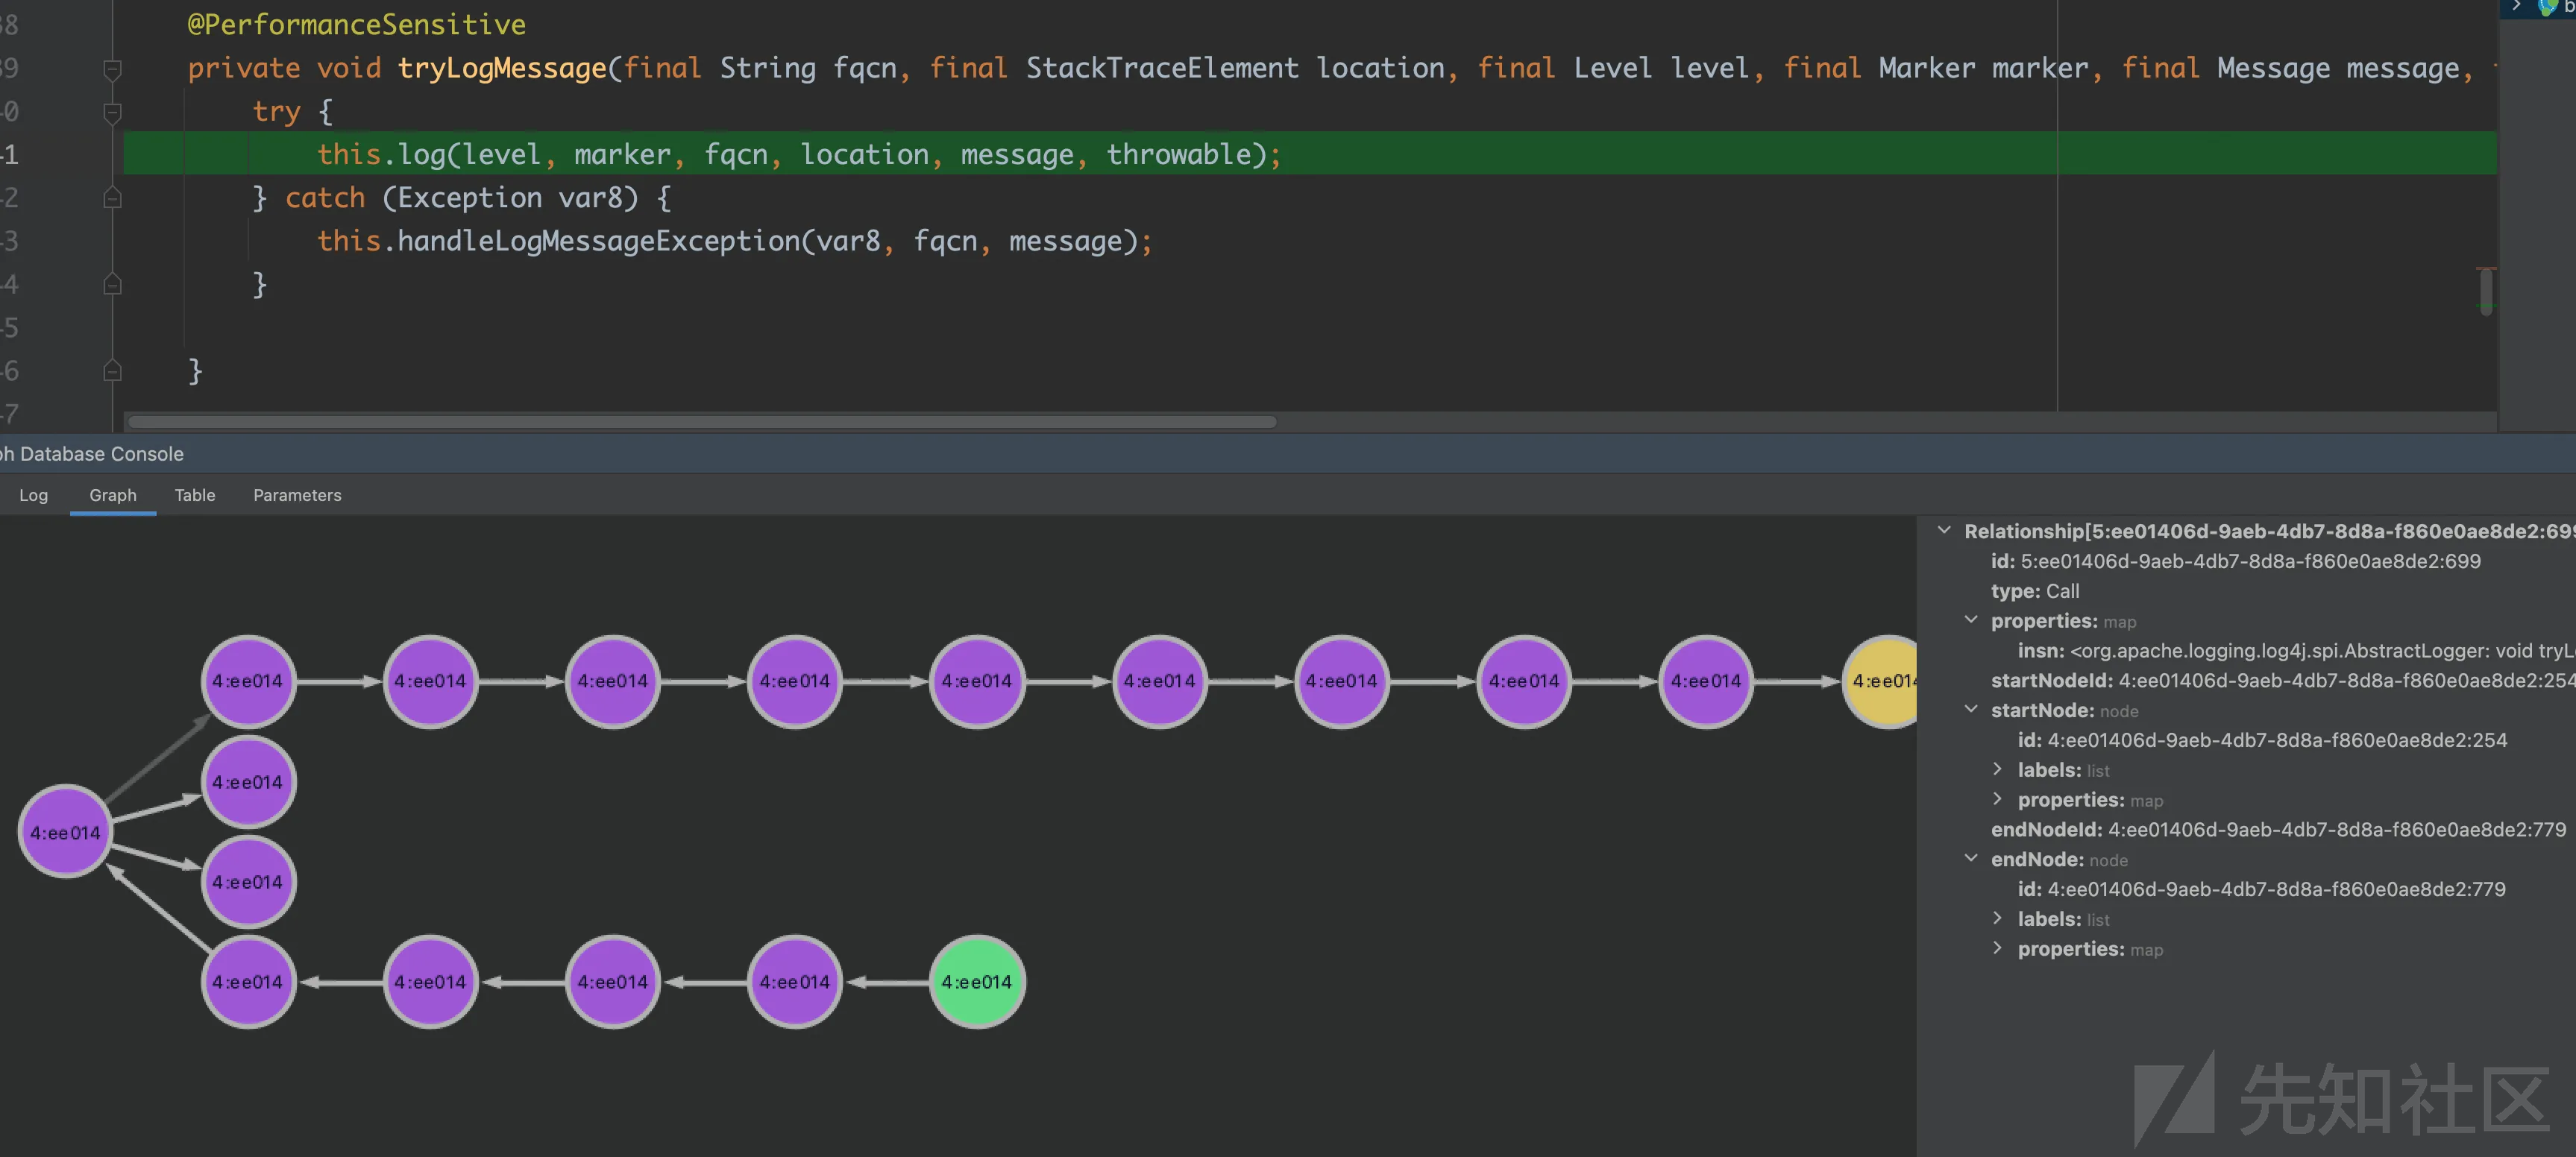 38 @PerformanceSensitive
39 private void tryLogMessage(final String fqcn, final StackTraceElement location, final Level level, final Marker marker, final Message message,
40 try {
41 this.log(level, marker, fqcn, location, message, throwable);
42 } catch (Exception var8) {
43 this.handleLogMessageException(var8, fqcn, message);
44 }
45
46 }
47
ph Database Console
Log Graph Table Parameters
Relationship[5:ee01406d-9aeb-4db7-8d8a-f860e0ae8de2:699
id: 5:ee01406d-9aeb-4db7-8d8a-f860e0ae8de2:699
type: Call
properties: map
insn: <org.apache.logging.log4j.spi.AbstractLogger: void tryL
startNodeId: 4:ee01406d-9aeb-4db7-8d8a-f860e0ae8de2:254
startNode: node
id: 4:ee01406d-9aeb-4db7-8d8a-f860e0ae8de2:254
labels: list
properties: map
endNodeId: 4:ee01406d-9aeb-4db7-8d8a-f860e0ae8de2:779
endNode: node
id: 4:ee01406d-9aeb-4db7-8d8a-f860e0ae8de2:779
labels: list
properties: map
4:ee014 4:ee014 4:ee014 4:ee014 4:ee014 4:ee014 4:ee014 4:ee014 4:ee014 4:ee014
4:ee014
4:ee014
4:ee014
4:ee014 4:ee014 4:ee014 4:ee014 4:ee014
先知社区